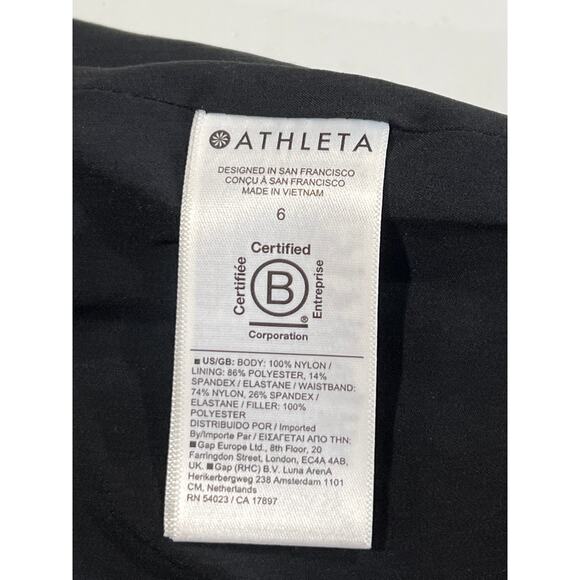 ATHLETA
DESIGNED IN SAN FRANCISCO
CONÇU À SAN FRANCISCO
MADE IN VIETNAM
6
Certified
Certifiée
B
Entreprise
®
Corporation
■ US/GB: BODY: 100% NYLON /
LINING: 86% POLYESTER, 14%
SPANDEX / ELASTANE / WAISTBAND:
74% NYLON, 26% SPANDEX /
ELASTANE / FILLER: 100%
POLYESTER
DISTRIBUIDO POR / Imported
By/Importe Par / ΕΙΣΑΓΕΤΑΙ ΑΠΟ ΤΗΝ:
■ Gap Europe Ltd., 8th Floor, 20
Farringdon Street, London, EC4A 4AB,
UK. ■ Gap (RHC) B.V. Luna ArenA
Herikerbergweg 238 Amsterdam 1101
CM, Netherlands
RN 54023 / CA 17897